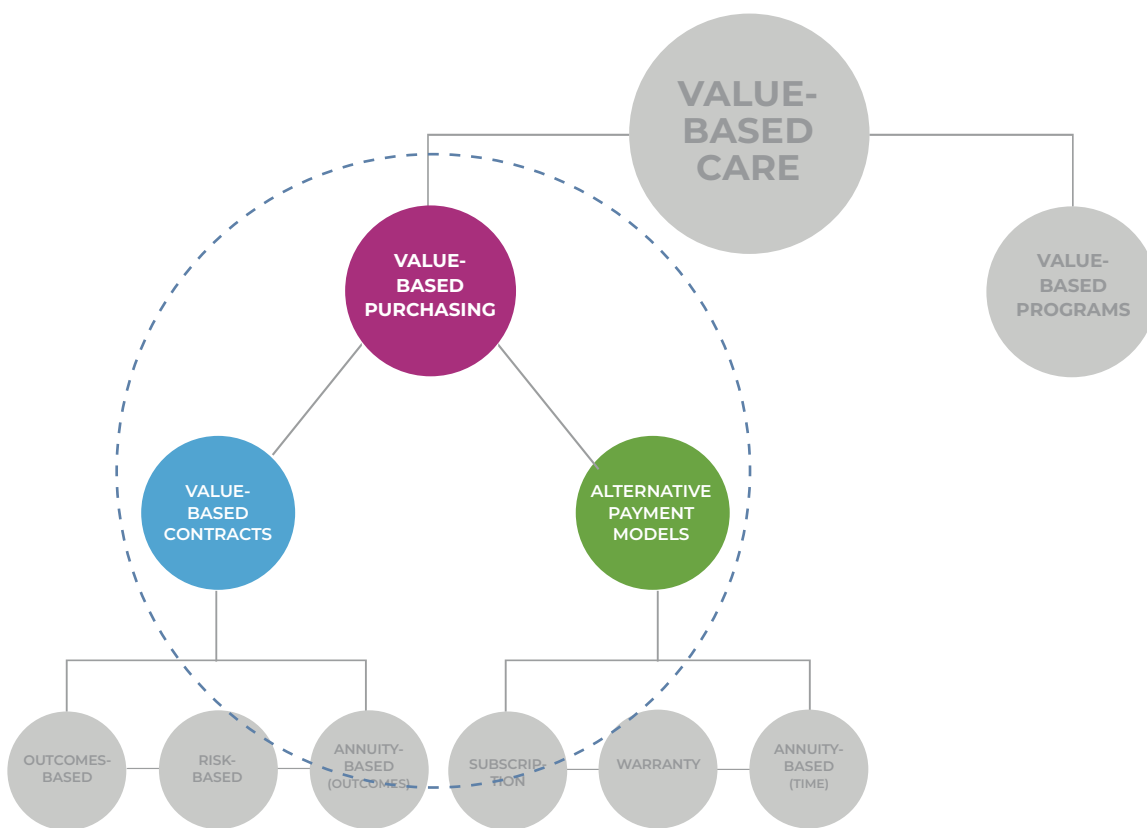 VALUE-
BASED
CARE
VALUE-
BASED
PURCHASING
VALUE-
BASED
PROGRAMS
VALUE-
BASED
CONTRACTS
ALTERNATIVE
PAYMENT
MODELS
OUTCOMES-
BASED
RISK-
BASED
ANNUITY-
BASED
(OUTCOMES)
SUBSCRIP-
TION
WARRANTY
ANNUITY-
BASED
(TIME)